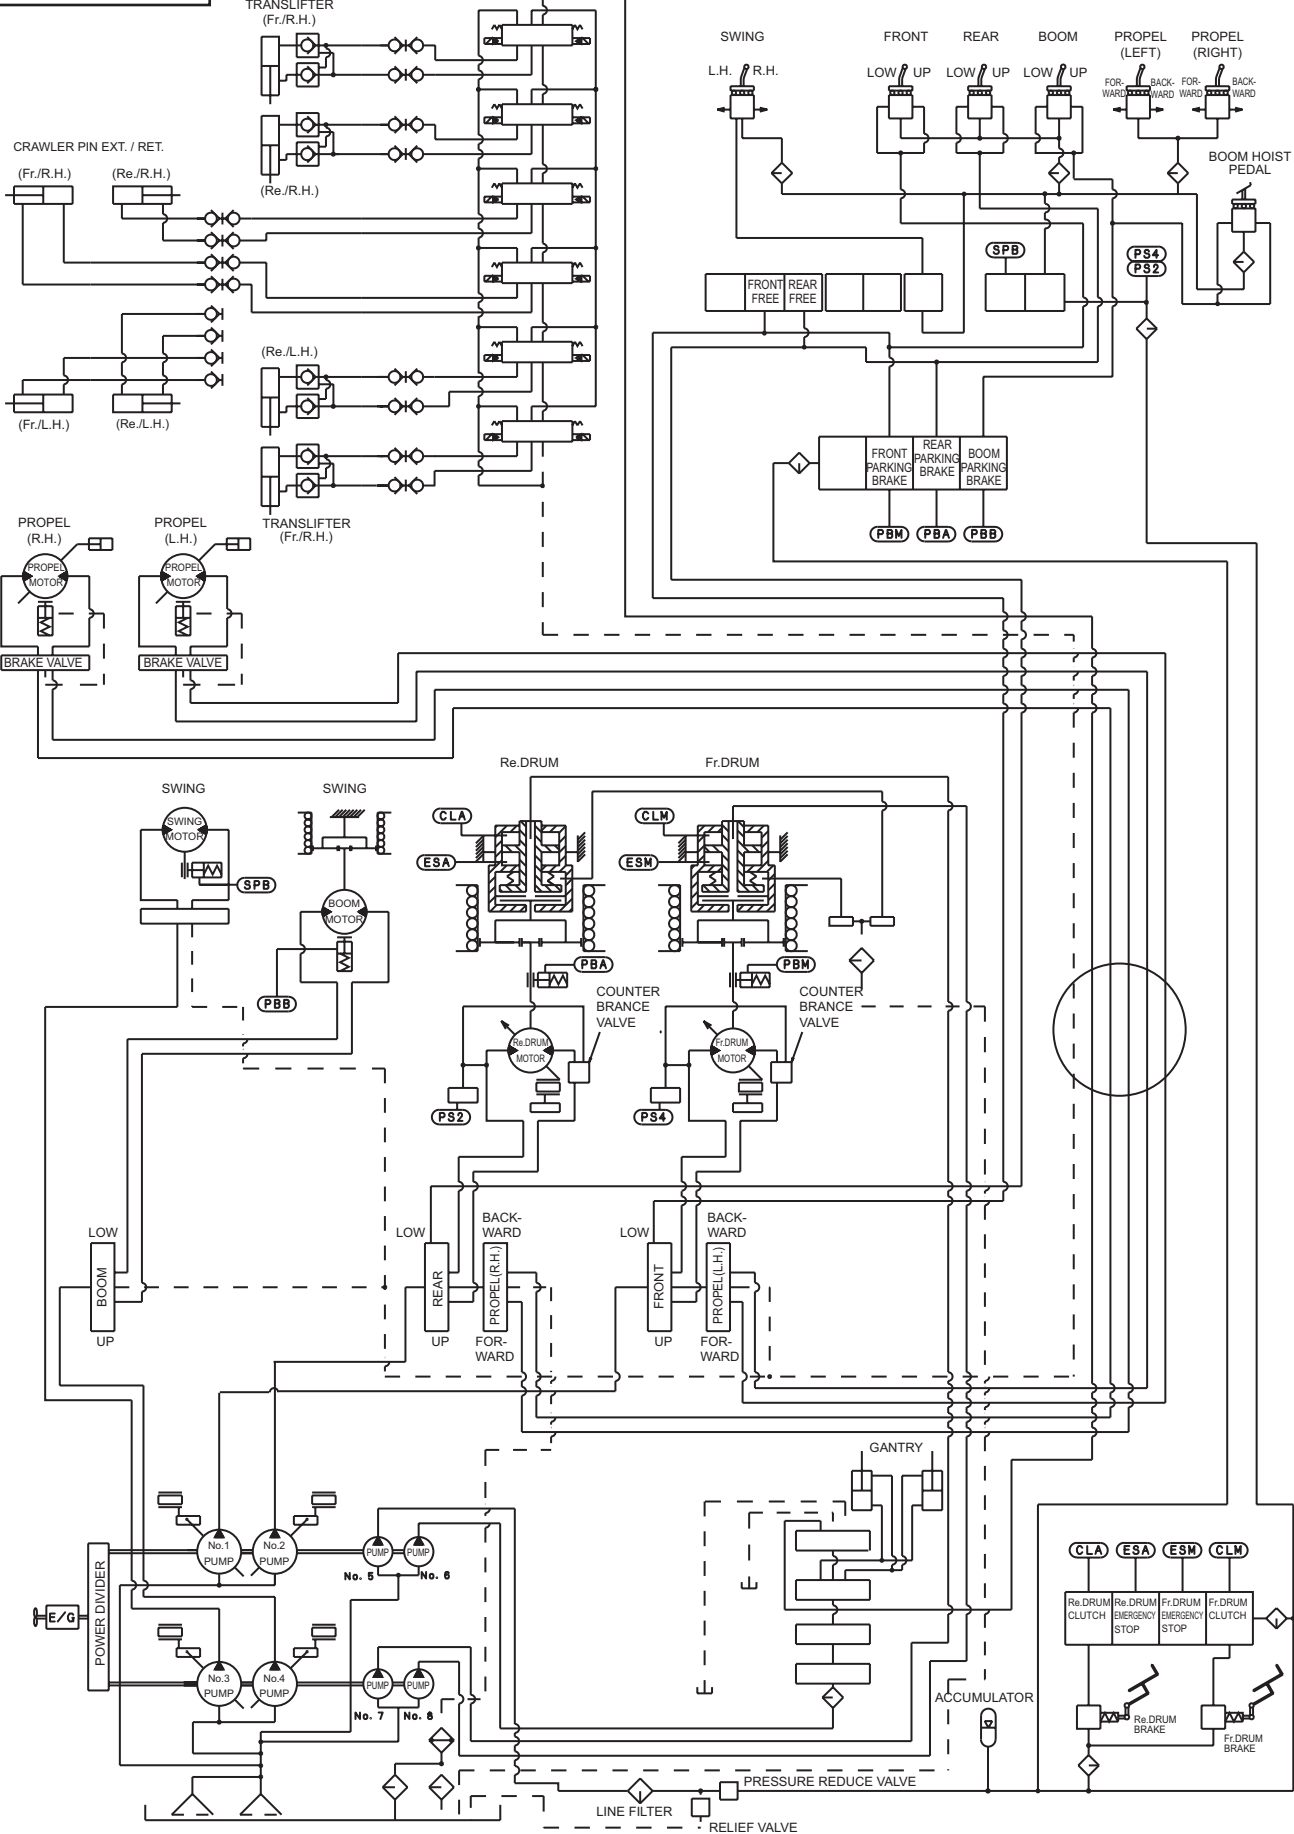 TRANSLIFTER
(Fr./R.H.)
(Re./R.H.)
CRAWLER PIN EXT. / RET.
(Fr./R.H.)
(Re./R.H.)
(Fr./L.H.)
(Re./L.H.)
(Re./L.H.)
TRANSLIFTER
(Fr./R.H.)
SWING
L.H.
R.H.
FRONT
LOW
UP
REAR
LOW
UP
BOOM
LOW
UP
PROPEL
(LEFT)
FOR-
WARD
BACK-
WARD
PROPEL
(RIGHT)
FOR-
WARD
BACK-
WARD
BOOM HOIST
PEDAL
SPB
PS4
PS2
FRONT
FREE
REAR
FREE
FRONT
PARKING
BRAKE
REAR
PARKING
BRAKE
BOOM
PARKING
BRAKE
PBM
PBA
PBB
PROPEL
(R.H.)
PROPEL
MOTOR
BRAKE VALVE
PROPEL
(L.H.)
PROPEL
MOTOR
BRAKE VALVE
SWING
SWING
MOTOR
SPB
SWING
BOOM
MOTOR
PBB
Re.DRUM
CLA
ESA
PBA
COUNTER
BRANCE
VALVE
Re.DRUM
MOTOR
PS2
Fr.DRUM
CLM
ESM
PBM
COUNTER
BRANCE
VALVE
Fr.DRUM
MOTOR
PS4
LOW
BOOM
UP
LOW
REAR
UP
BACK-
WARD
PROPEL(R.H.)
FOR-
WARD
LOW
FRONT
UP
BACK-
WARD
PROPEL(L.H.)
FOR-
WARD
GANTRY
E/G
POWER DIVIDER
No.1
PUMP
No.2
PUMP
PUMP
PUMP
No. 5
No. 6
No.3
PUMP
No.4
PUMP
PUMP
PUMP
No. 7
No. 8
CLA
ESA
ESM
CLM
Re.DRUM
CLUTCH
Re.DRUM
EMERGENCY
STOP
Fr.DRUM
EMERGENCY
STOP
Fr.DRUM
CLUTCH
Re.DRUM
BRAKE
Fr.DRUM
BRAKE
ACCUMULATOR
PRESSURE REDUCE VALVE
LINE FILTER
RELIEF VALVE